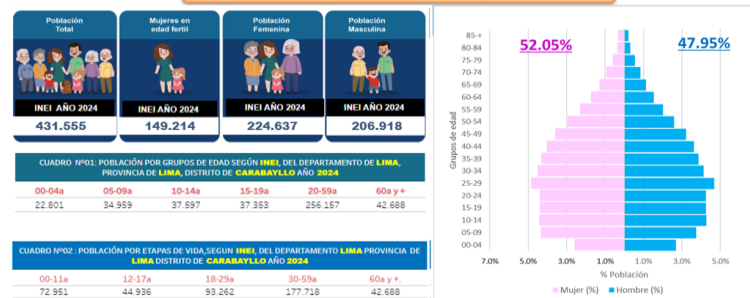 Población
Total
INEI AÑO 2024
431.555
Mujeres en
edad fertil
INEI AÑO 2024
149.214
Población
Femenina
INEI AÑO 2024
224.637
Población
Masculina
INEI AÑO 2024
206.918
CUADRO Nº01: POBLACIÓN POR GRUPOS DE EDAD SEGÚN INEI, DEL DEPARTAMENTO DE LIMA,
PROVINCIA DE LIMA, DISTRITO DE CARABAYLLO AÑO 2024
00-04a 05-09a 10-14a 15-19a 20-59a 60a y +
22.801 34.959 37.597 37.353 256.157 42.688
CUADRO Nº02 : POBLACIÓN POR ETAPAS DE VIDA,SEGUN INEI, DEL DEPARTAMENTO LIMA PROVINCIA DE
LIMA DISTRITO DE CARABAYLLO AÑO 2024
00-11a 12-17a 18-29a 30-59a 60a y +.
72.951 44.936 93.262 177.718 42.688
52.05%
47.95%
Grupos de edad
85-+
80-84
75-79
70-74
65-69
60-64
55-59
50-54
45-49
40-44
35-39
30-34
25-29
20-24
15-19
10-14
05-09
00-04
7.0% 5.0% 3.0% 1.0% 1.0% 3.0% 5.0%
% Población
Mujer (%) Hombre (%)